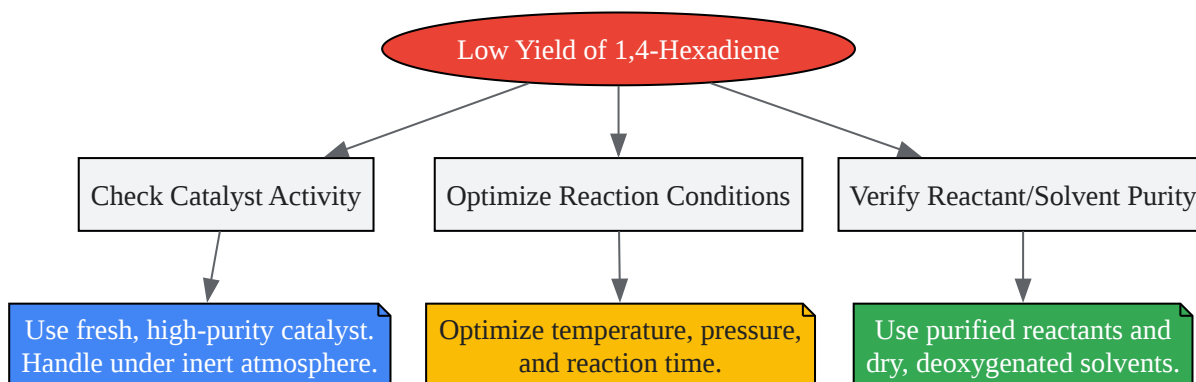 Low Yield of 1,4-Hexadiene
Check Catalyst Activity
Optimize Reaction Conditions
Verify Reactant/Solvent Purity
Use fresh, high-purity catalyst.
Handle under inert atmosphere.
Optimize temperature, pressure,
and reaction time.
Use purified reactants and
dry, deoxygenated solvents.